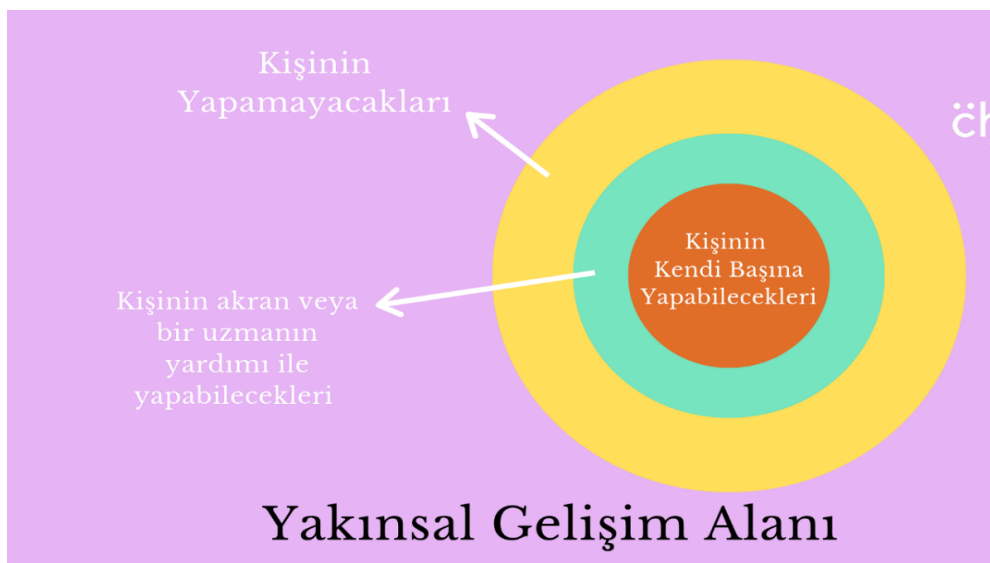 Kişinin
Yapamayacakları
Kişinin
Kendi Başına
Yapabilecekleri
Kişinin akran veya
bir uzmanın
yardımı ile
yapabilecekleri
Yakınsal Gelişim Alanı